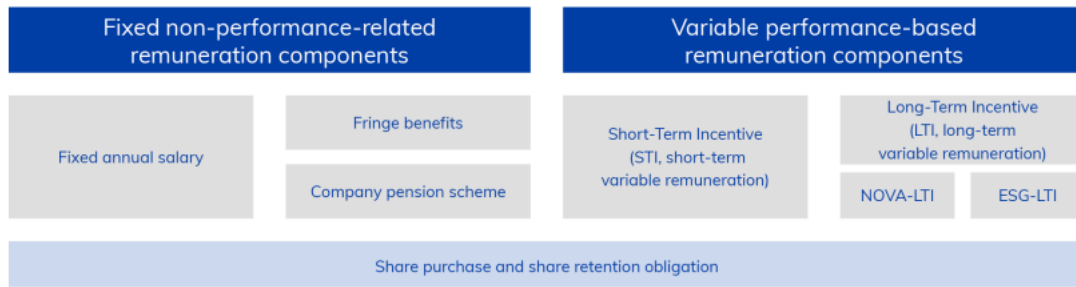 Fixed non-performance-related
remuneration components
Variable performance-based
remuneration components
Fixed annual salary
Fringe benefits
Company pension scheme
Short-Term Incentive
(STI, short-term
variable remuneration)
Long-Term Incentive
(LTI, long-term
variable remuneration)
NOVA-LTI
ESG-LTI
Share purchase and share retention obligation